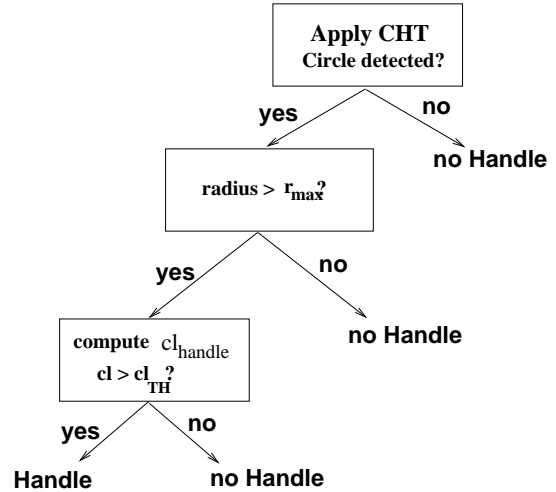 Apply CHT
Circle detected?
yes
no
no Handle
radius > r_max?
yes
no
no Handle
compute cl_handle
cl > cl_TH?
yes
no
Handle
no Handle